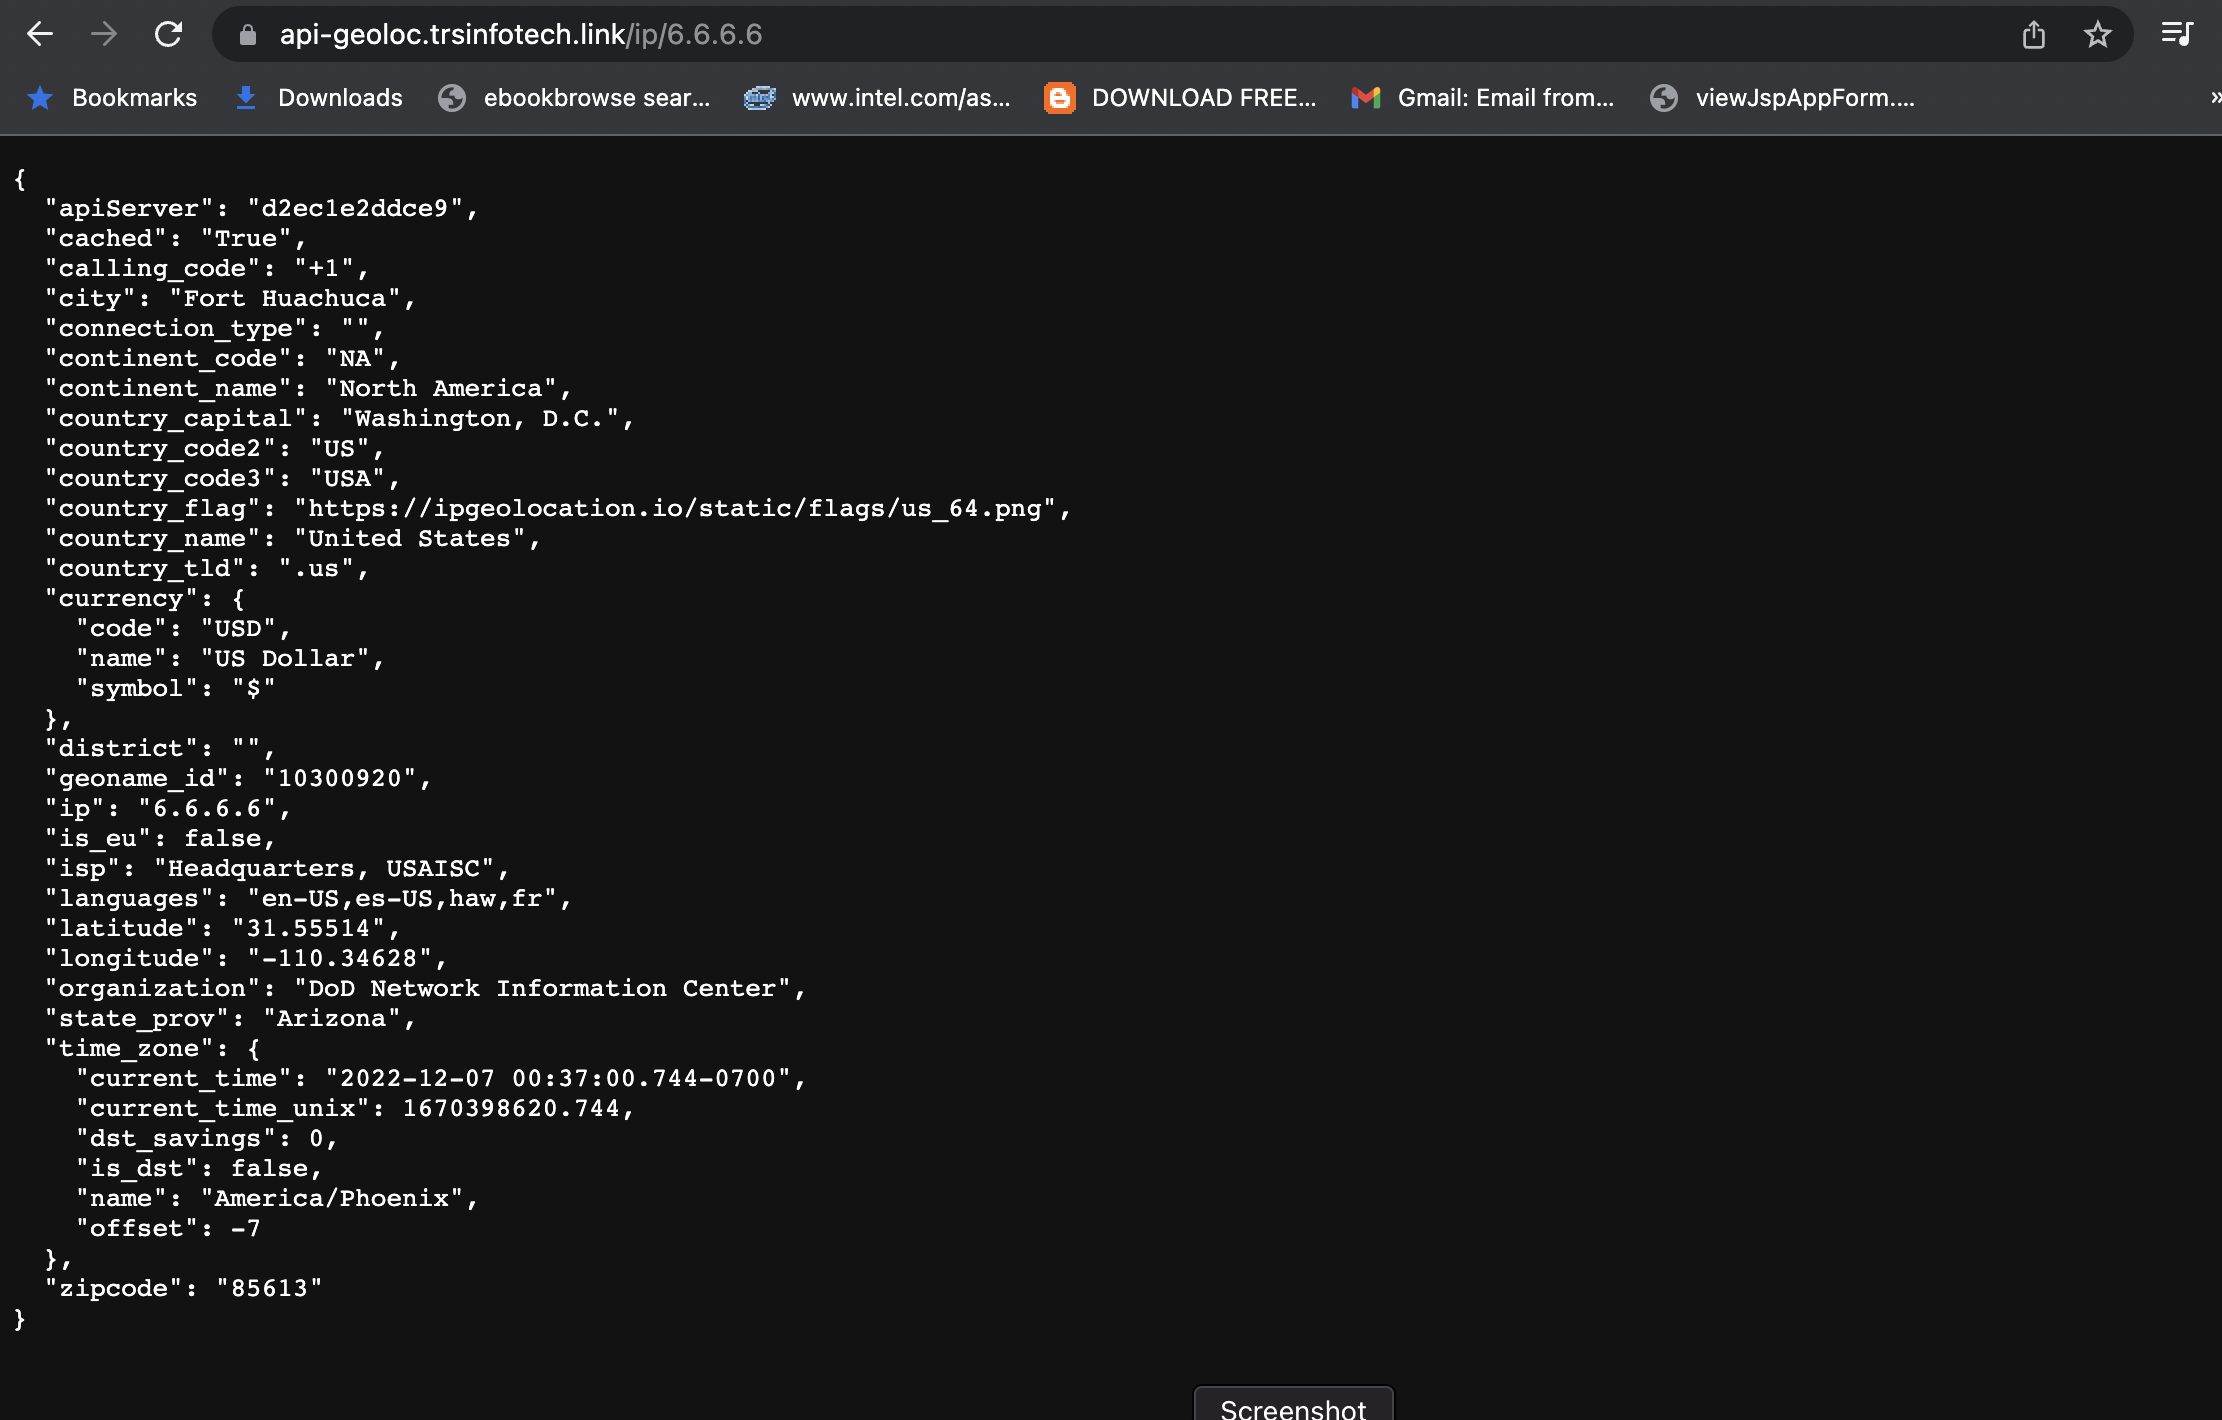 api-geoloc.trsinfotech.link/ip/6.6.6.6
Bookmarks Downloads ebookbrowse sear... www.intel.com/as... DOWNLOAD FREE... Gmail: Email from... viewJspAppForm.... »
{
  "apiServer": "d2ec1e2ddce9",
  "cached": "True",
  "calling_code": "+1",
  "city": "Fort Huachuca",
  "connection_type": "",
  "continent_code": "NA",
  "continent_name": "North America",
  "country_capital": "Washington, D.C.",
  "country_code2": "US",
  "country_code3": "USA",
  "country_flag": "https://ipgeolocation.io/static/flags/us_64.png",
  "country_name": "United States",
  "country_tld": ".us",
  "currency": {
    "code": "USD",
    "name": "US Dollar",
    "symbol": "$"
  },
  "district": "",
  "geoname_id": "10300920",
  "ip": "6.6.6.6",
  "is_eu": false,
  "isp": "Headquarters, USAISC",
  "languages": "en-US,es-US,haw,fr",
  "latitude": "31.55514",
  "longitude": "-110.34628",
  "organization": "DoD Network Information Center",
  "state_prov": "Arizona",
  "time_zone": {
    "current_time": "2022-12-07 00:37:00.744-0700",
    "current_time_unix": 1670398620.744,
    "dst_savings": 0,
    "is_dst": false,
    "name": "America/Phoenix",
    "offset": -7
  },
  "zipcode": "85613"
}
Screenshot